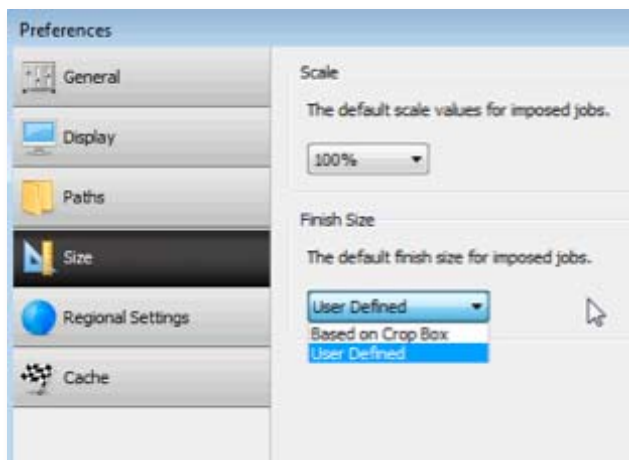 Preferences
General
Display
Paths
Size
Regional Settings
Cache
Scale
The default scale values for imposed jobs.
100%
Finish Size
The default finish size for imposed jobs.
User Defined
Based on Crop Box
User Defined